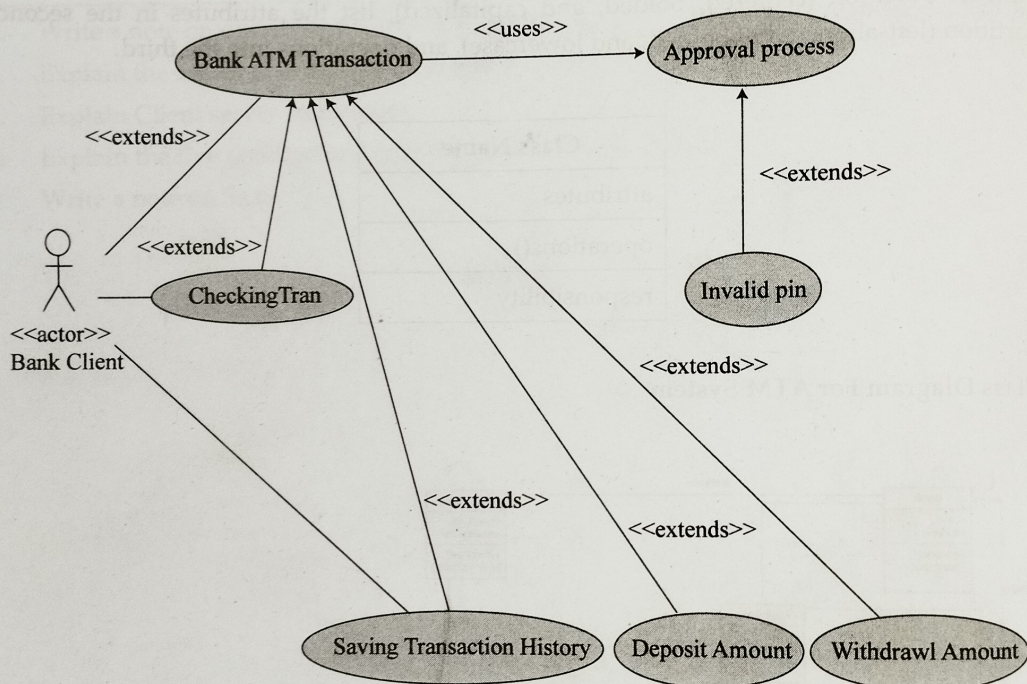 <<uses>>
Bank ATM Transaction
Approval process
<<extends>>
<<extends>>
<<extends>>
CheckingTran
Invalid pin
<<actor>>
Bank Client
<<extends>>
<<extends>>
<<extends>>
Saving Transaction History
Deposit Amount
Withdrawl Amount